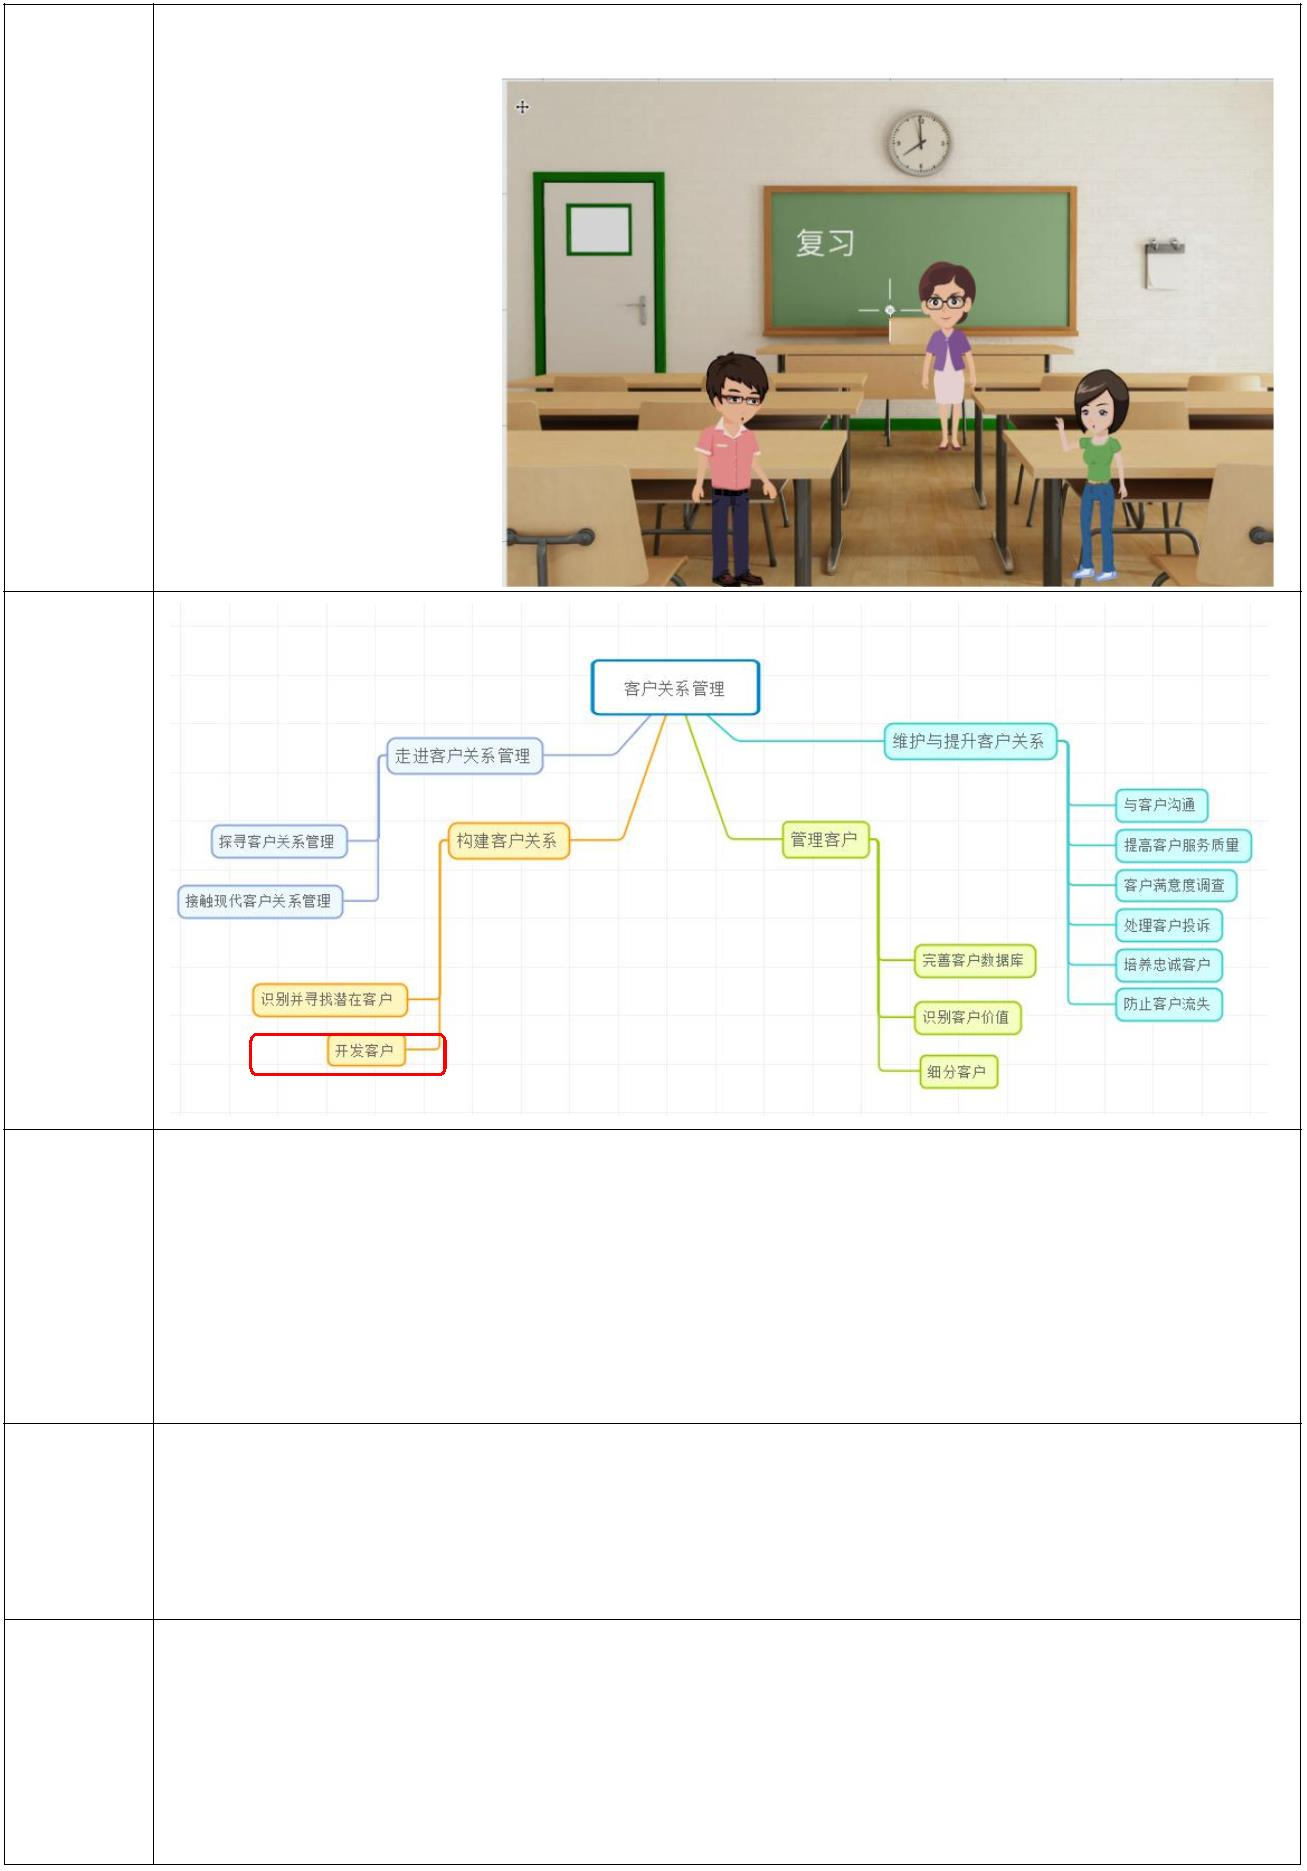 复习
客户关系管理
走进客户关系管理
探寻客户关系管理
接触现代客户关系管理
构建客户关系
识别并寻找潜在客户
开发客户
管理客户
完善客户数据库
识别客户价值
细分客户
维护与提升客户关系
与客户沟通
提高客户服务质量
客户满意度调查
处理客户投诉
培养忠诚客户
防止客户流失